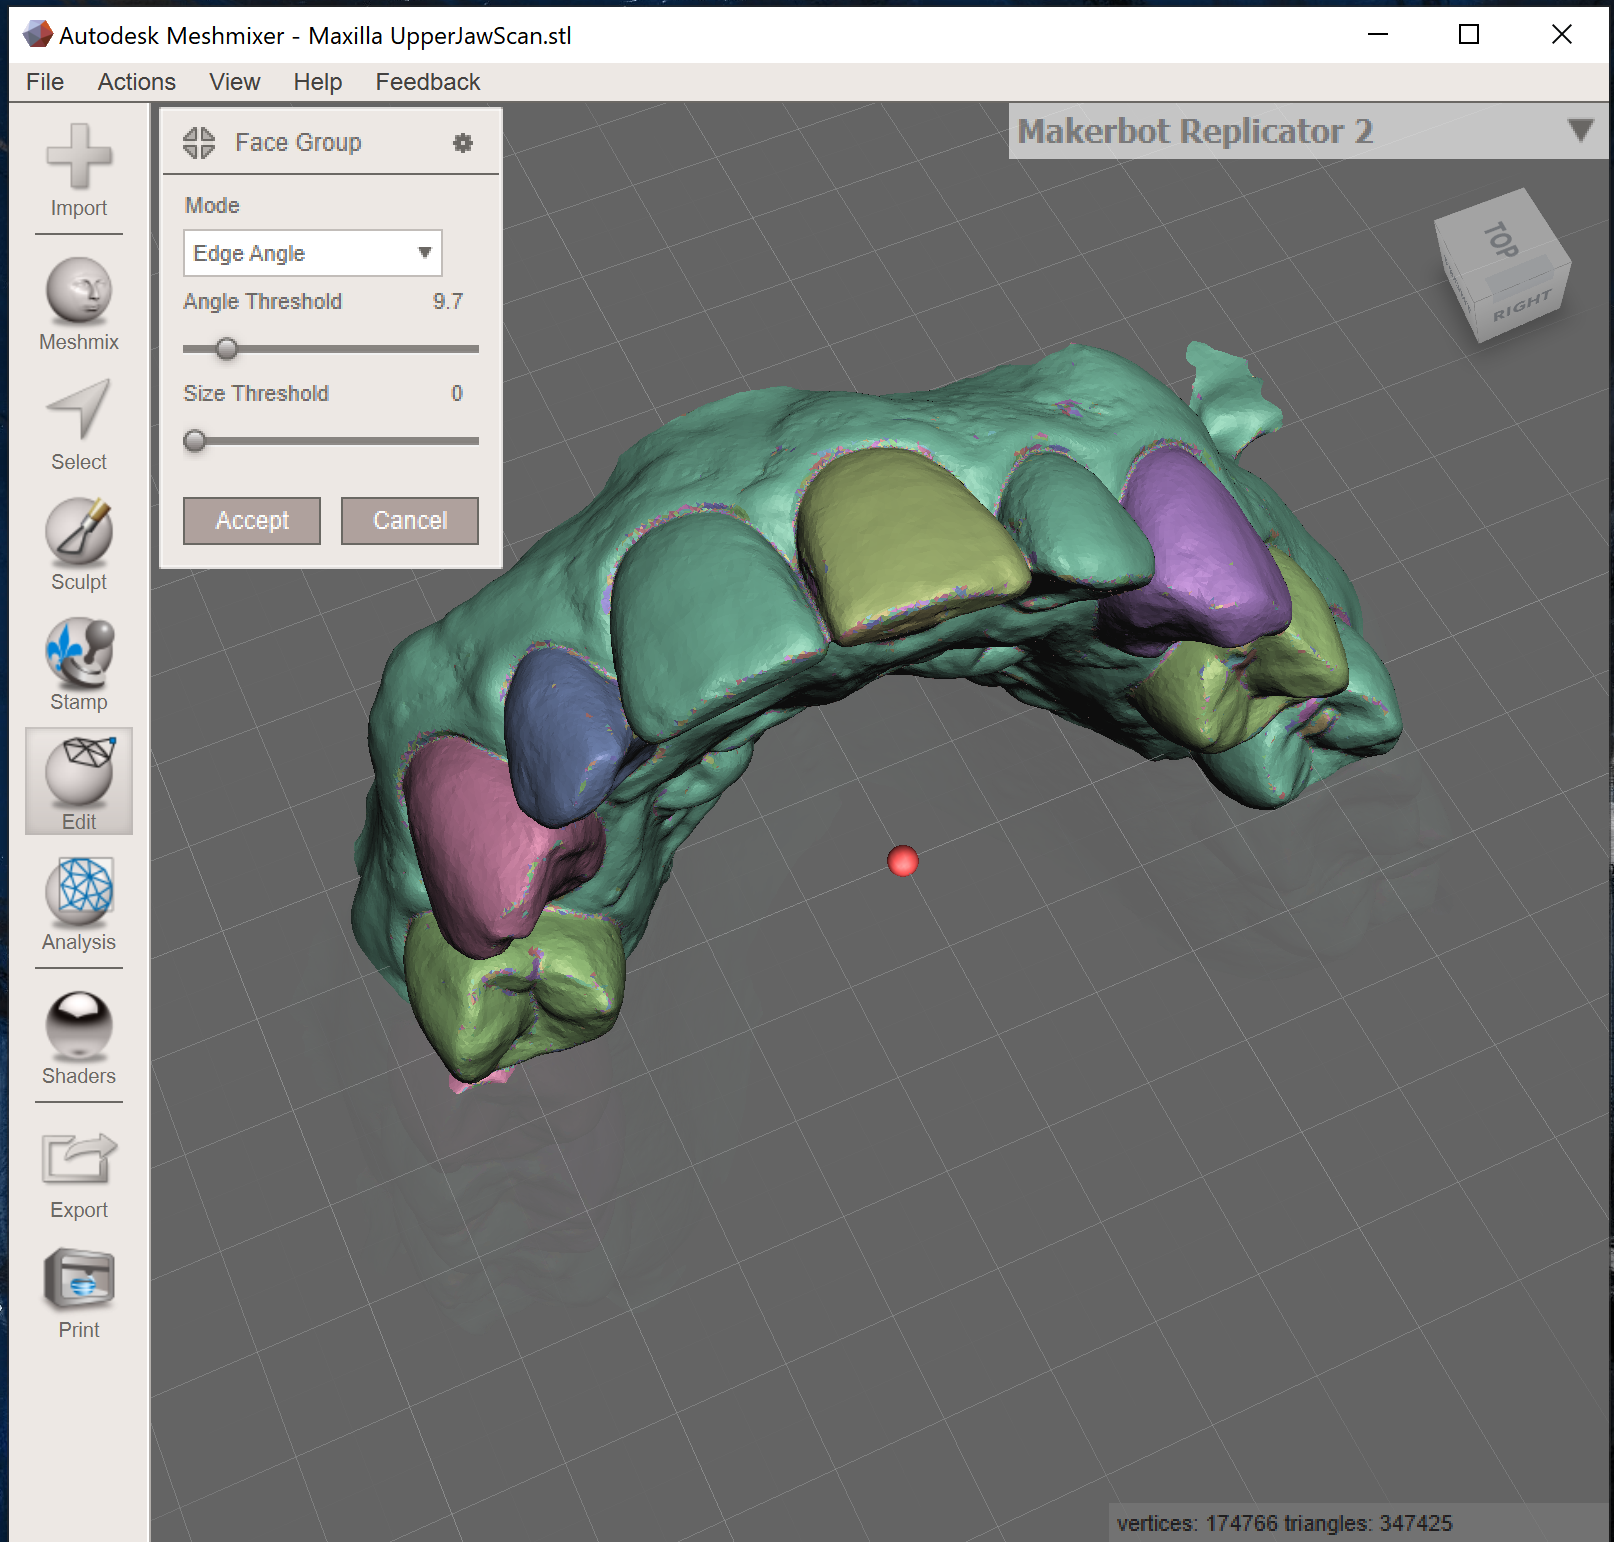 Autodesk Meshmixer - Maxilla UpperJawScan.stl
File Actions View Help Feedback
Import
Meshmix
Select
Sculpt
Stamp
Edit
Analysis
Shaders
Export
Print
Face Group
Mode
Edge Angle
Angle Threshold 9.7
Size Threshold 0
Accept Cancel
Makerbot Replicator 2
TOP
RIGHT
vertices: 174766 triangles: 347425